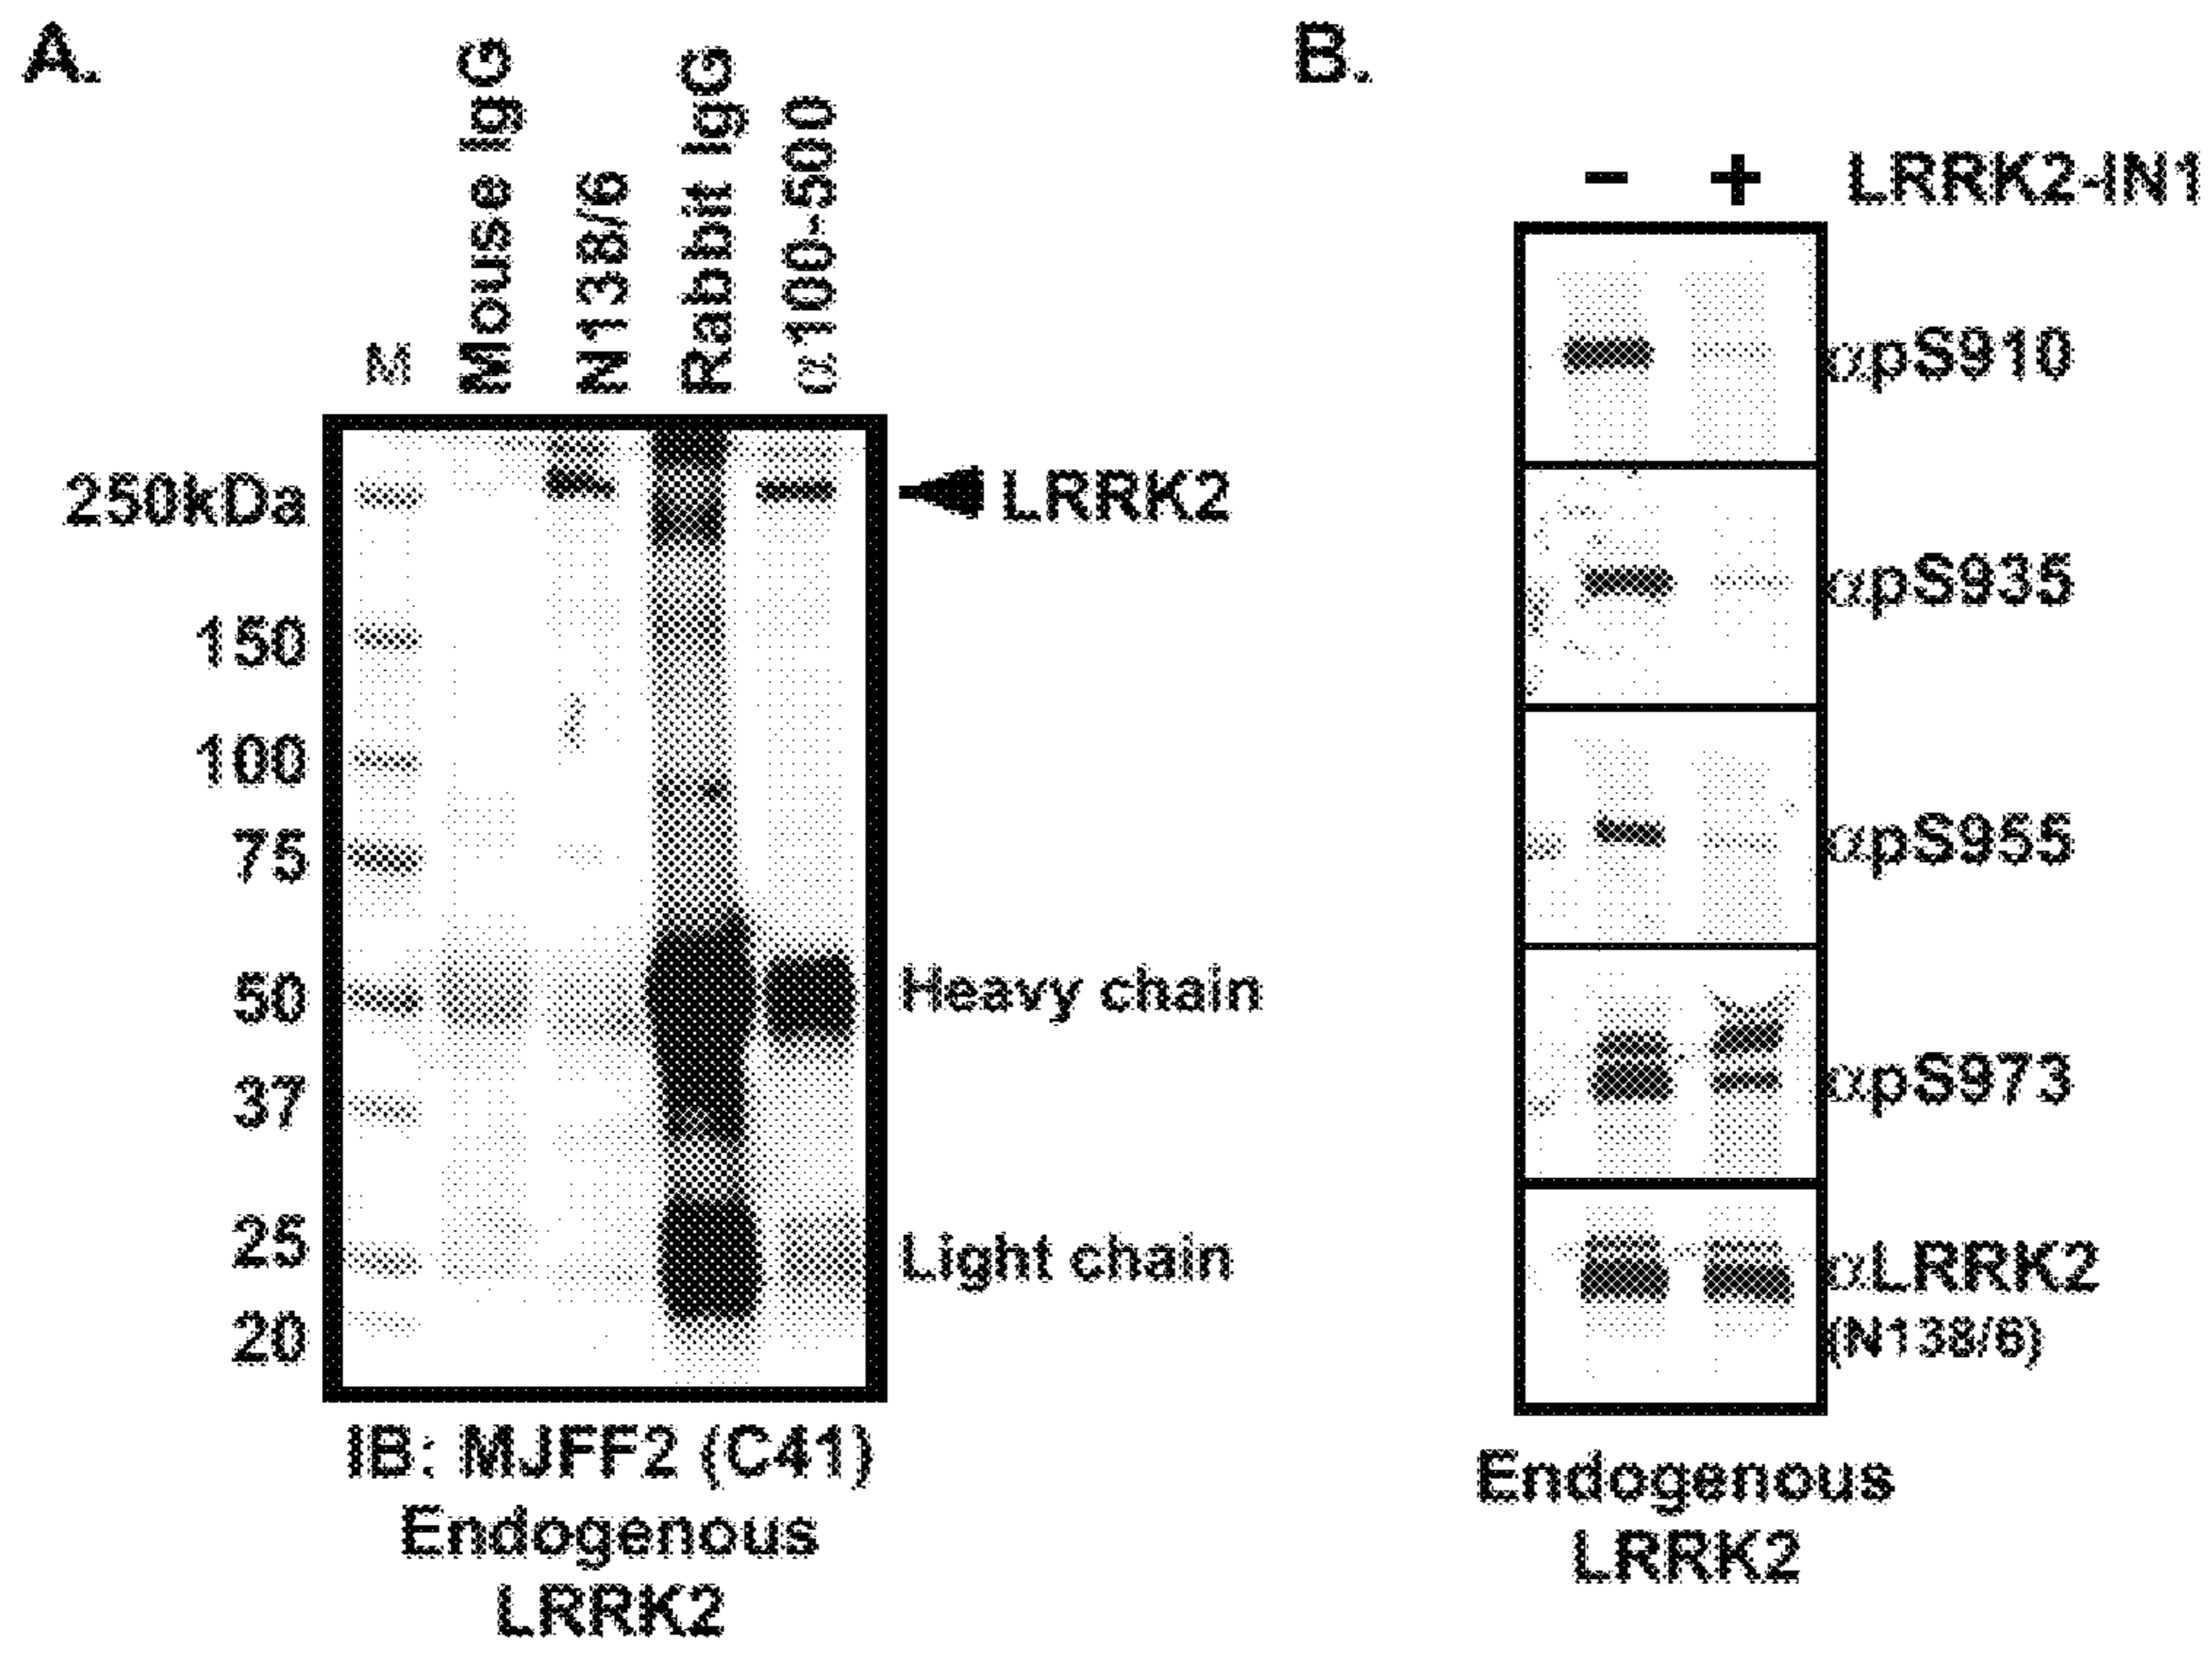 A.
M
Mouse IgG
N138/6
Rabbit IgG
α100-500
250kDa
150
100
75
50
37
25
20
LRRK2
Heavy chain
Light chain
IB: MJFF2 (C41)
Endogenous
LRRK2
B.
− + LRRK2-IN1
αpS910
αpS935
αpS955
αpS973
αLRRK2
(N138/6)
Endogenous
LRRK2